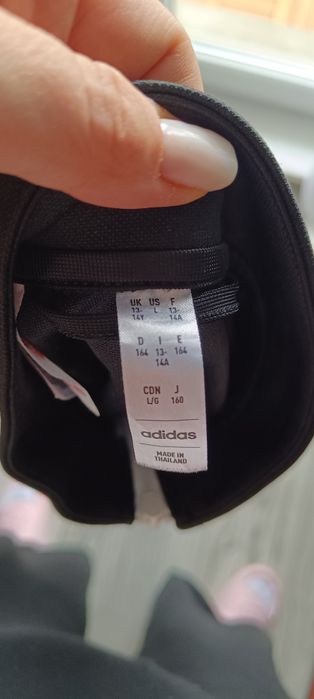 UK US F
13- L 13-
14Y 14A
D I E
164 13- 164
14A
CDN J
L/G 160
adidas
MADE IN
THAILAND